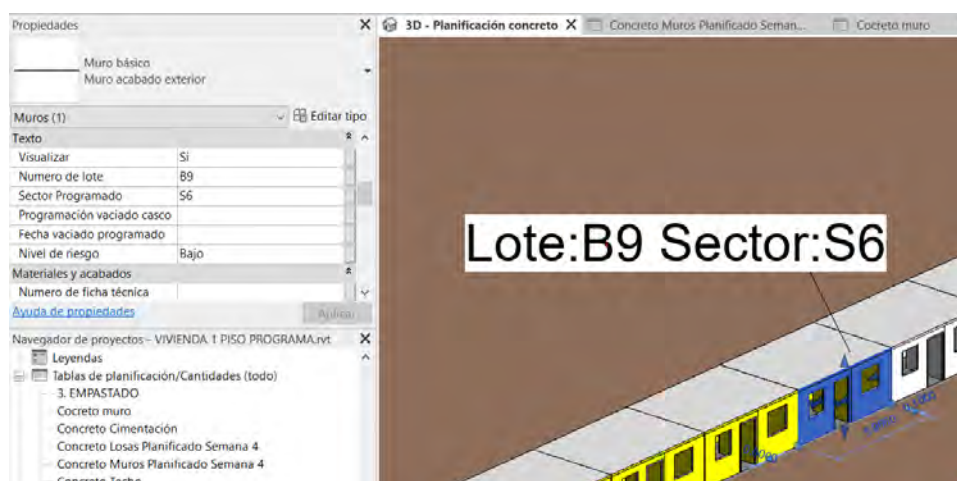 Propiedades
3D - Planificación concreto
Concreto Muros Planificado Seman...
Cocreto muro
Muro básico
Muro acabado exterior
Muros (1)
Editar tipo
Texto
Visualizar Si
Numero de lote B9
Sector Programado S6
Programación vaciado casco
Fecha vaciado programado
Nivel de riesgo Bajo
Materiales y acabados
Numero de ficha técnica
Ayuda de propiedades
Aplicar
Lote:B9 Sector:S6
Navegador de proyectos - VIVIENDA 1 PISO PROGRAMA.rvt
Leyendas
Tablas de planificación/Cantidades (todo)
3. EMPASTADO
Cocreto muro
Concreto Cimentación
Concreto Losas Planificado Semana 4
Concreto Muros Planificado Semana 4
Concreto Techo